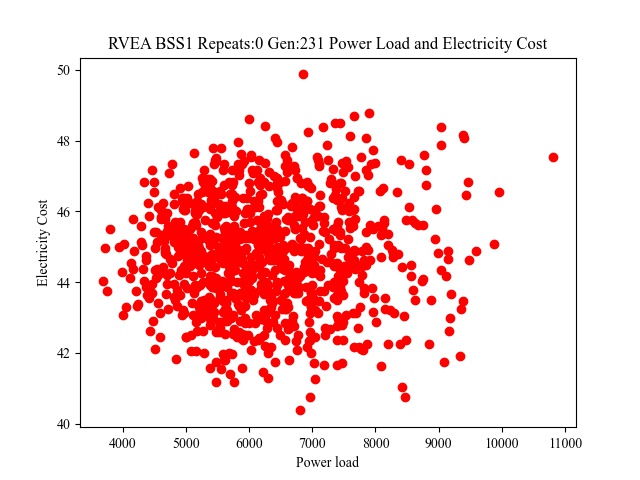 RVEA BSS1 Repeats:0 Gen:231 Power Load and Electricity Cost
50
48
46
44
42
40
Electricity Cost
4000 5000 6000 7000 8000 9000 10000 11000
Power load